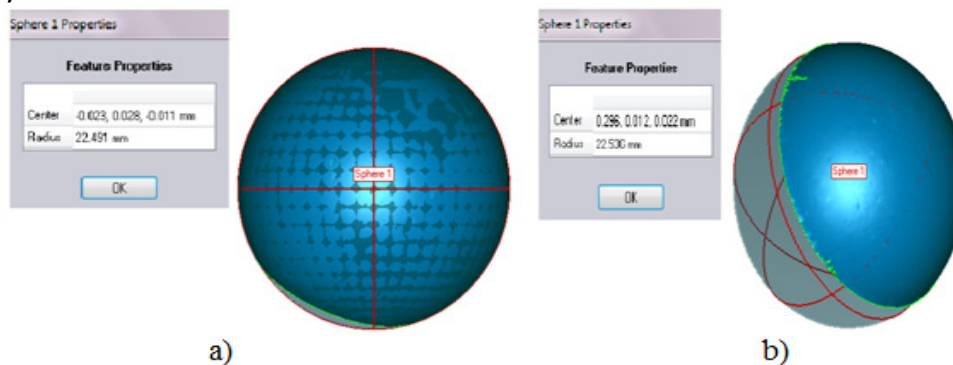 Sphere 1 Properties
Feature Properties
Center -0.023, 0.028, -0.011 mm
Radius 22.491 mm
OK
Sphere 1
a)
Sphere 1 Properties
Feature Properties
Center 0.296, 0.012, 0.022 mm
Radius 22.536 mm
OK
Sphere 1
b)